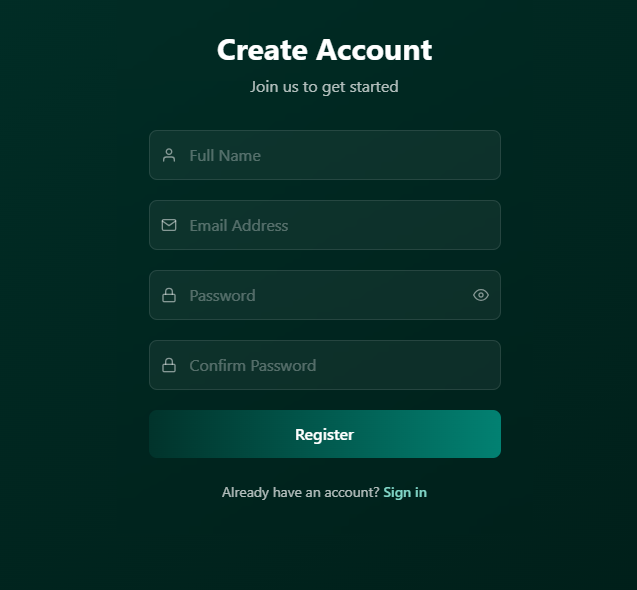 Create Account
Join us to get started
Full Name
Email Address
Password
Confirm Password
Register
Already have an account? Sign in